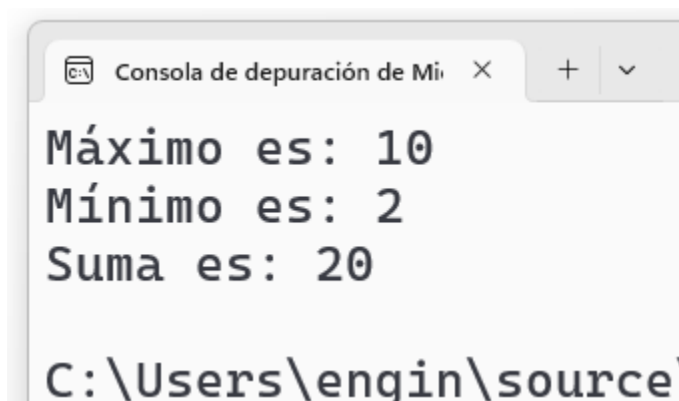 Consola de depuración de Mi
Máximo es: 10
Mínimo es: 2
Suma es: 20
C:\Users\engin\source\